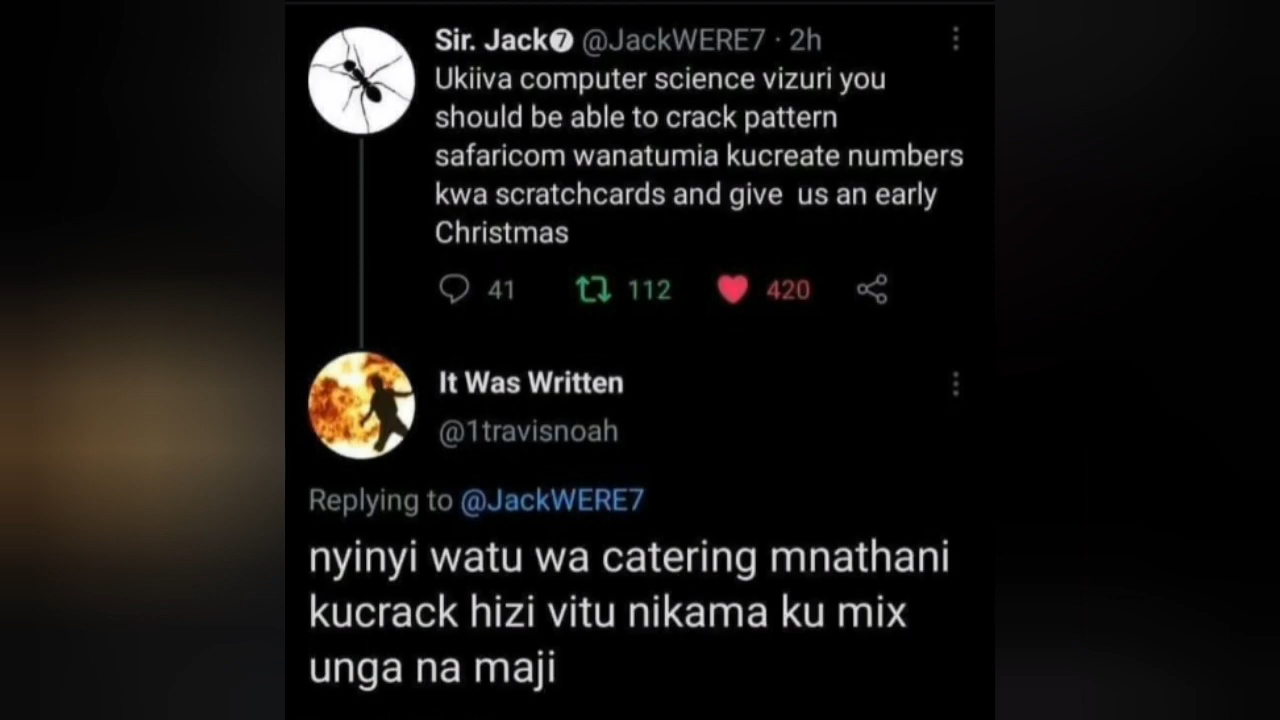 Sir. Jack❼ @JackWERE7 · 2h
Ukiiva computer science vizuri you
should be able to crack pattern
safaricom wanatumia kucreate numbers
kwa scratchcards and give us an early
Christmas
41 112 420
It Was Written
@1travisnoah
Replying to @JackWERE7
nyinyi watu wa catering mnathani
kucrack hizi vitu nikama ku mix
unga na maji